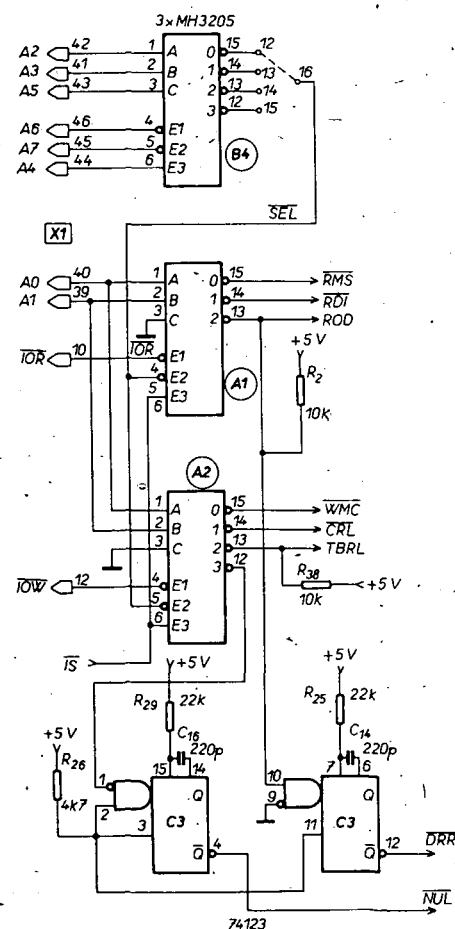 3×MH3205
A2 42 1 A 0 15 12
A3 41 2 B 1 14 13
A5 43 3 C 2 13 14 16
3 12 15
A6 46 4 E1
A7 45 5 E2 B4
A4 44 6 E3
SEL
X1
A0 40 1 A 0 15 RMS
A1 39 2 B 1 14 RDI
3 C 2 13 ROD
IOR +5 V
IOR 10 E1 R2
4 E2 10k
5 E3 A1
6
A2
1 A 0 15 WMC
2 B 1 14 CRL
3 C 2 13 TBRL
3 12
IOW 12 4 E1 R38 +5 V
5 E2 10k
6 E3
IS +5 V +5 V
R29 22k R25 22k
+5 V C16 C14
R26 220p 220p
15 14 7 6
4k7 1 Q 10 Q
2 9
3 C3 11 C3
Q 4 Q 12 DRR
NUL
74123